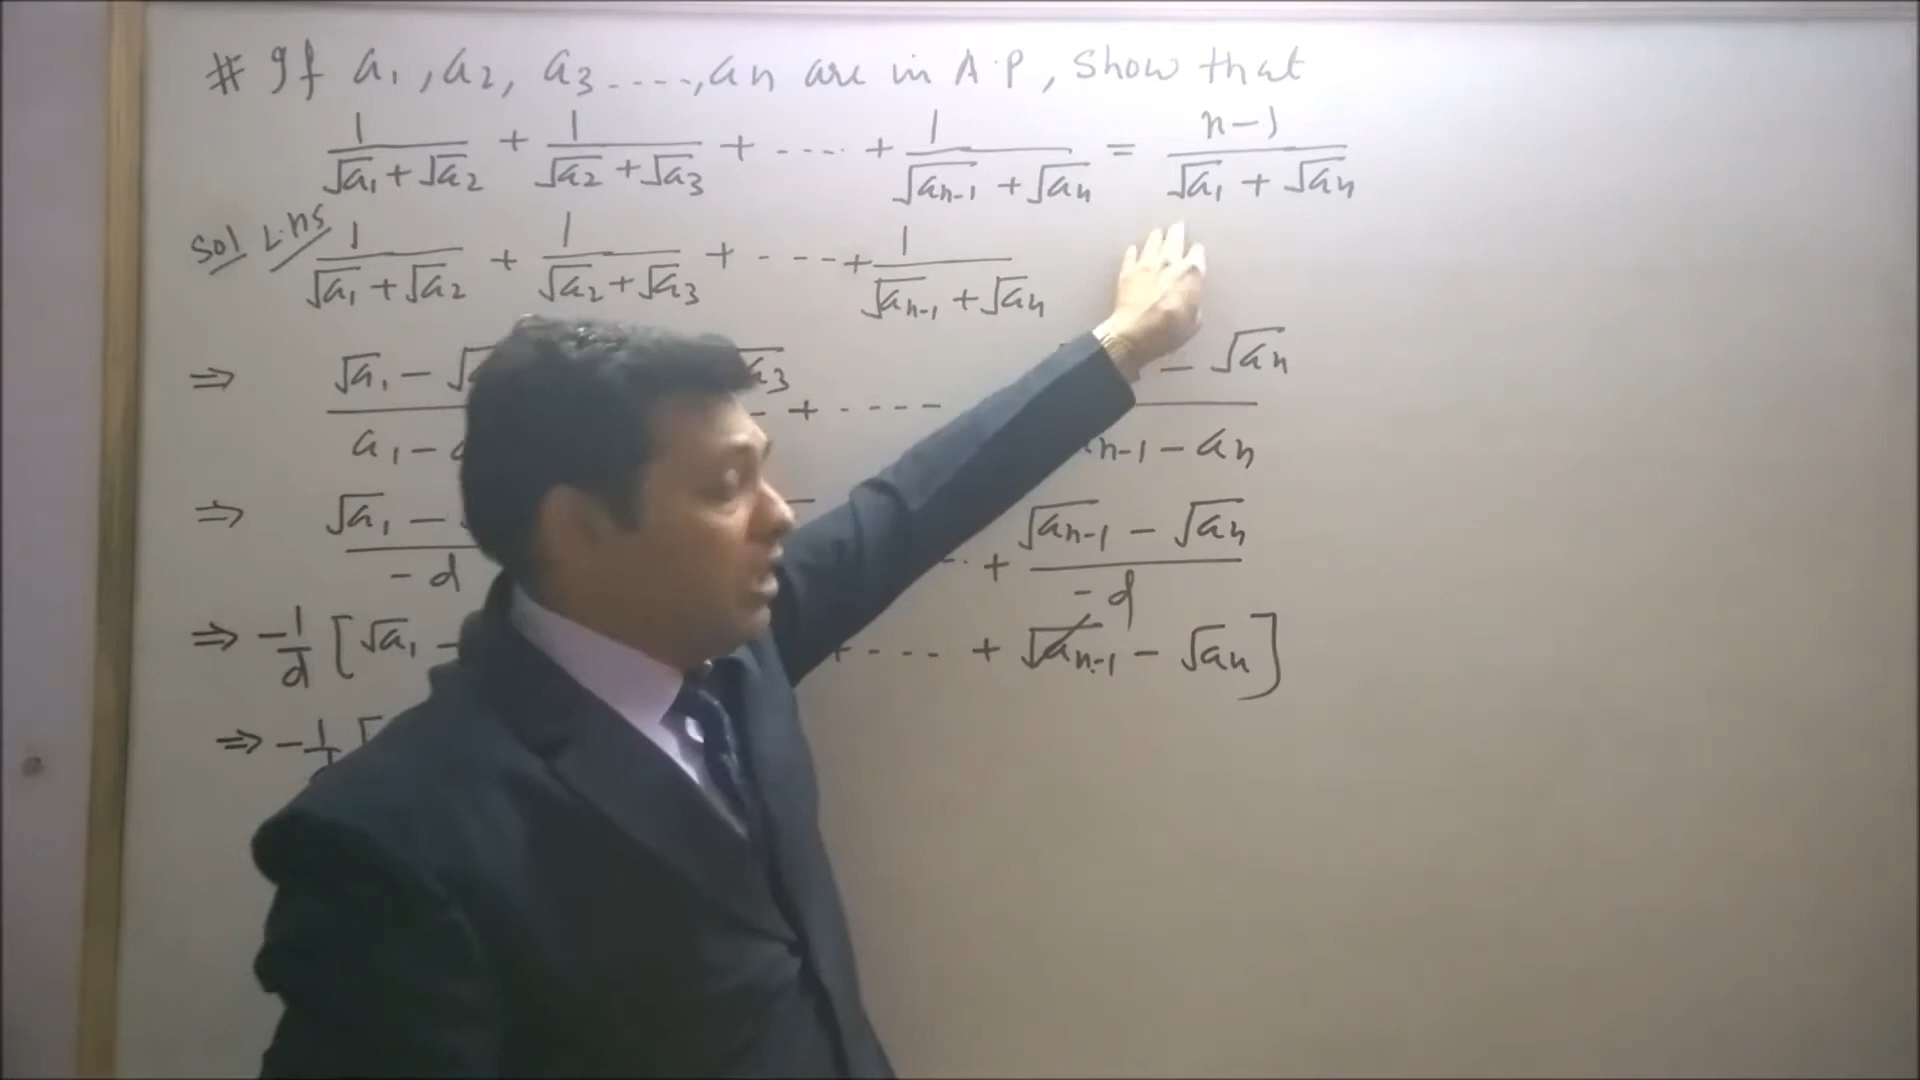 # If a₁, a₂, a₃ ...., an are in A.P, Show that
1/(√a₁ + √a₂) + 1/(√a₂ + √a₃) + ..... + 1/(√an-1 + √an) = n-1/(√a₁ + √an)
Sol L.HS 1/(√a₁ + √a₂) + 1/(√a₂ + √a₃) + ---- + 1/(√an-1 + √an)
⇒ √a₁ - √ a₃ / a₁ - + ---- - √an / n-1 - an
⇒ √a₁ - / -d + √an-1 - √an / -d
⇒ -1/d [√a₁ - + ---- + √an-1 - √an]
⇒ -1/